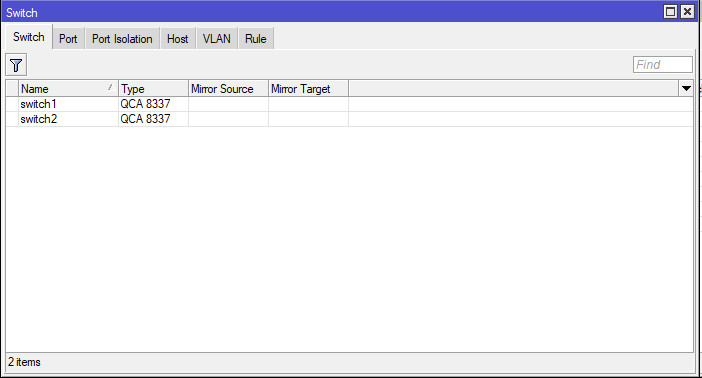 Switch
Switch Port Port Isolation Host VLAN Rule
Find
Name Type Mirror Source Mirror Target
switch1 QCA 8337
switch2 QCA 8337
2 items